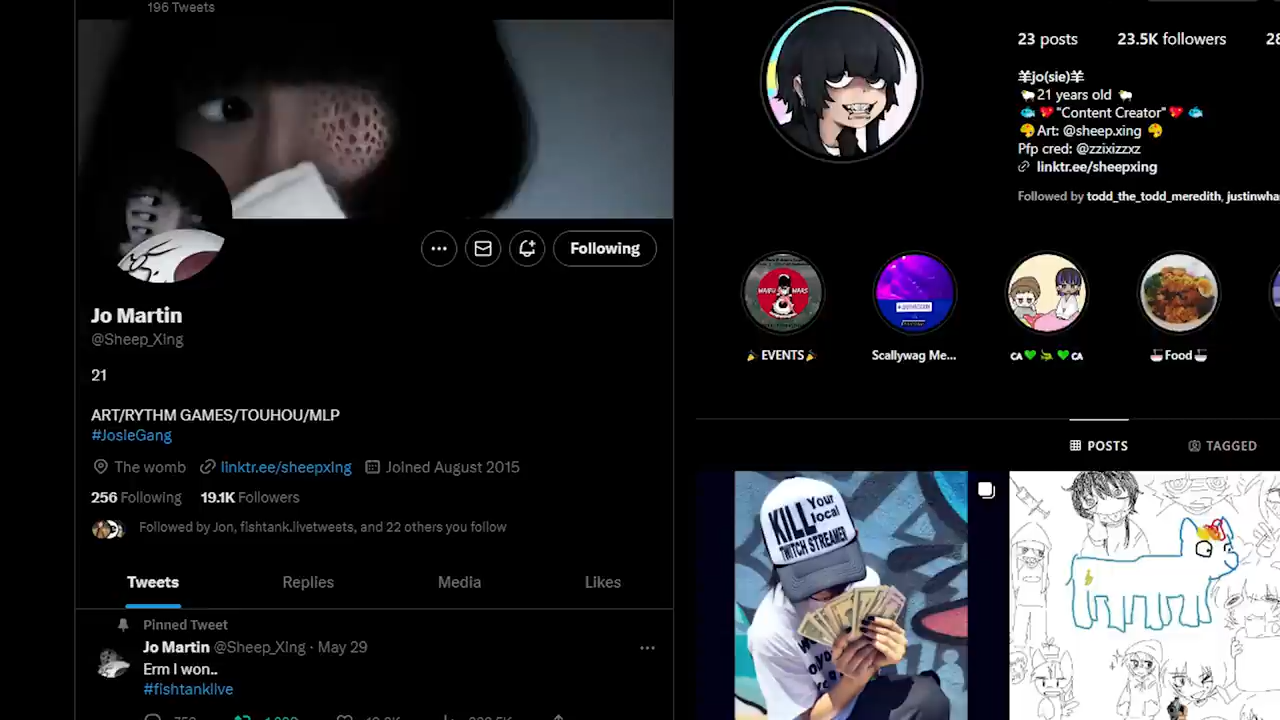 196 Tweets
Following
Jo Martin
@Sheep_Xing
21
ART/RYTHM GAMES/TOUHOU/MLP
#JosieGang
The womb linktr.ee/sheepxing Joined August 2015
256 Following 19.1K Followers
Followed by Jon, fishtank.livetweets, and 22 others you follow
Tweets Replies Media Likes
Pinned Tweet
Jo Martin @Sheep_Xing · May 29
Erm I won..
#fishtanklive
23 posts 23.5K followers
羊jo(sie)羊
🐑21 years old 🐑
🐟 💖"Content Creator"💖 🐟
🎨Art: @sheep.xing 🎨
Pfp cred: @zzixizzxz
linktr.ee/sheepxing
Followed by todd_the_todd_meredith, justinwha
WAIFU WARS
🎉EVENTS🎉 Scallywag Me... CA💚🐊💚CA 🍜Food🍜
POSTS TAGGED
KILL Your
local
TWITCH STREAMER